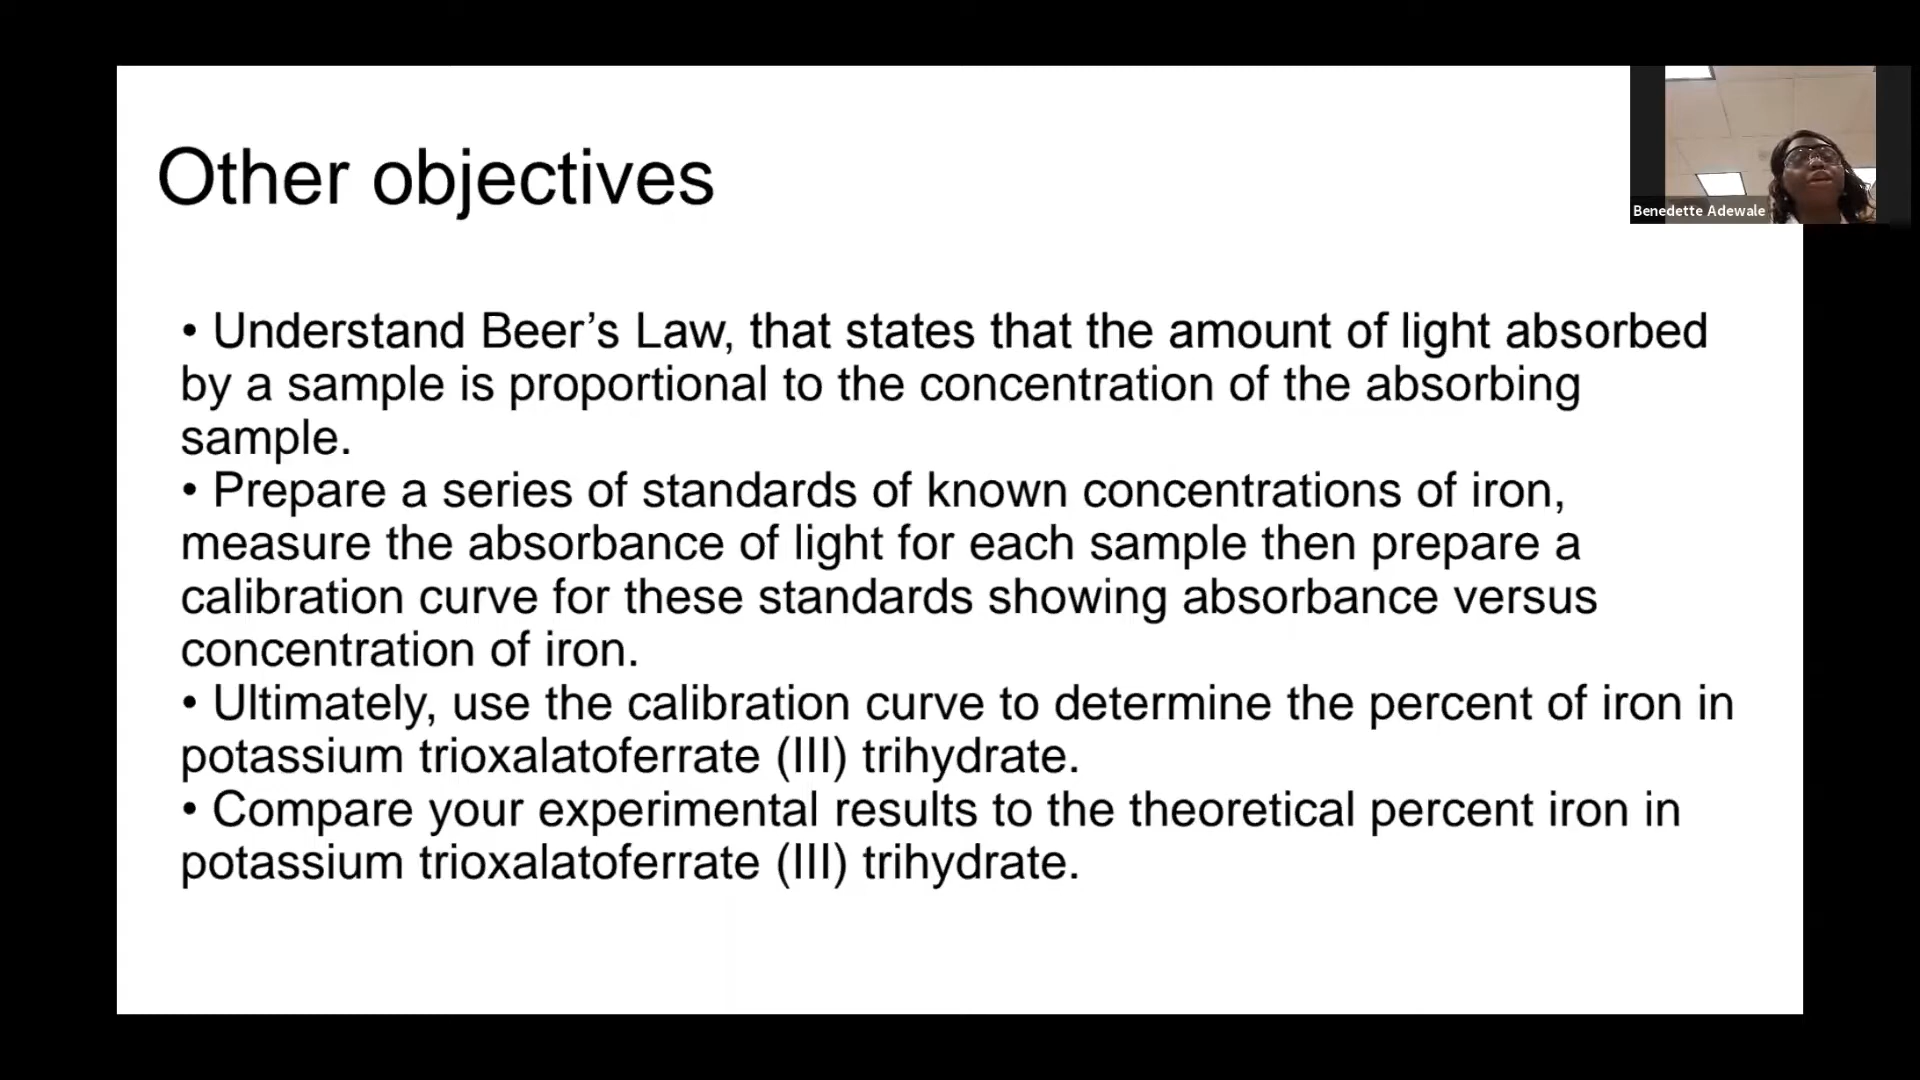 Other objectives
Benedette Adewale
• Understand Beer’s Law, that states that the amount of light absorbed
by a sample is proportional to the concentration of the absorbing
sample.
• Prepare a series of standards of known concentrations of iron,
measure the absorbance of light for each sample then prepare a
calibration curve for these standards showing absorbance versus
concentration of iron.
• Ultimately, use the calibration curve to determine the percent of iron in
potassium trioxalatoferrate (III) trihydrate.
• Compare your experimental results to the theoretical percent iron in
potassium trioxalatoferrate (III) trihydrate.